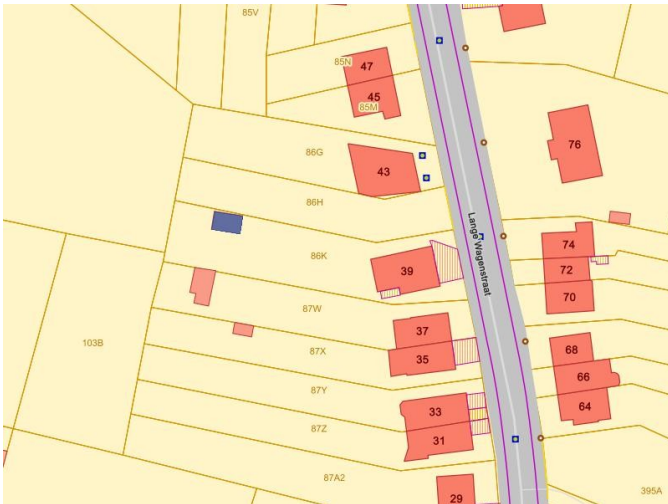 85V
85N
47
45
85M
76
86G
43
86H
Lange Wagenstraat
74
86K
39
72
70
87W
37
103B
87X
35
68
66
87Y
33
64
87Z
31
87A2
29
395A